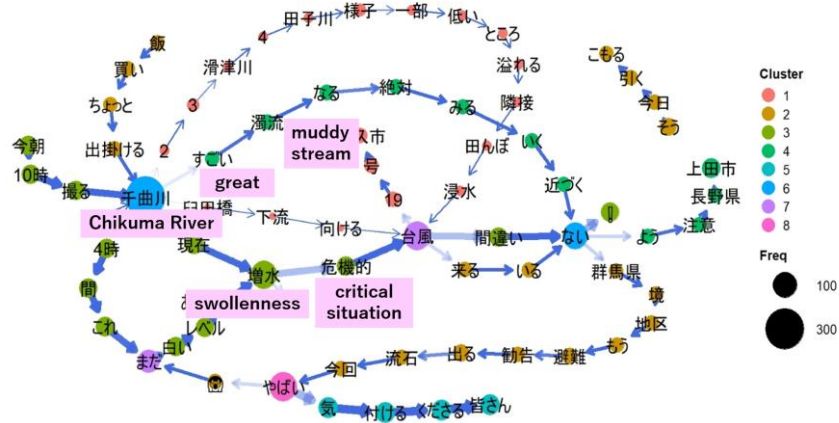 飯
買い
ちょっと
出掛ける
今朝
10時
撮る
千曲川
2
3
滑津川
4
田子川
様子
一部
低い
ところ
溢れる
隣接
田んぼ
浸水
すごい
濁流
なる
絶対
みる
いく
近づく
muddy
stream
great
久市
号
19
Chikuma River
臼田橋
下流
向ける
台風
間違い
ない
!
よう
注意
長野県
上田市
こもる
引く
今日
そう
現在
増水
危機的
swollenness
critical
situation
来る
いる
群馬県
境
地区
もう
避難
勧告
出る
流石
今回
やばい
4時
間
これ
まだ
白い
レベル
気
付ける
くださる
皆さん
Cluster
1
2
3
4
5
6
7
8
Freq
100
300